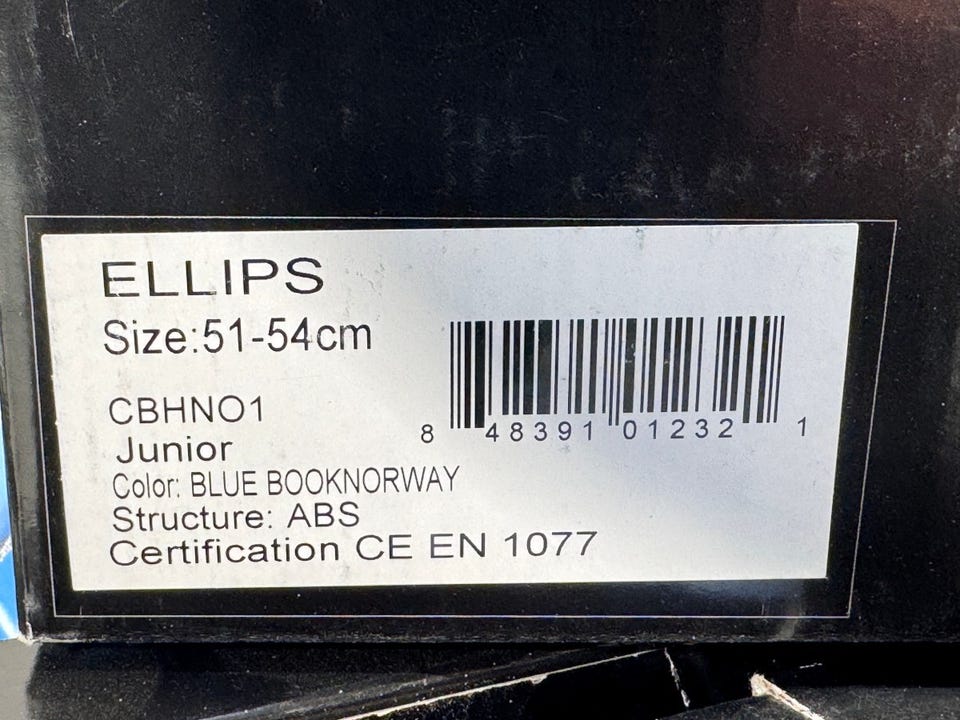 ELLIPS
Size:51-54cm
CBHNO1
Junior
Color: BLUE BOOKNORWAY
Structure: ABS
Certification CE EN 1077
8 48391 01232 1